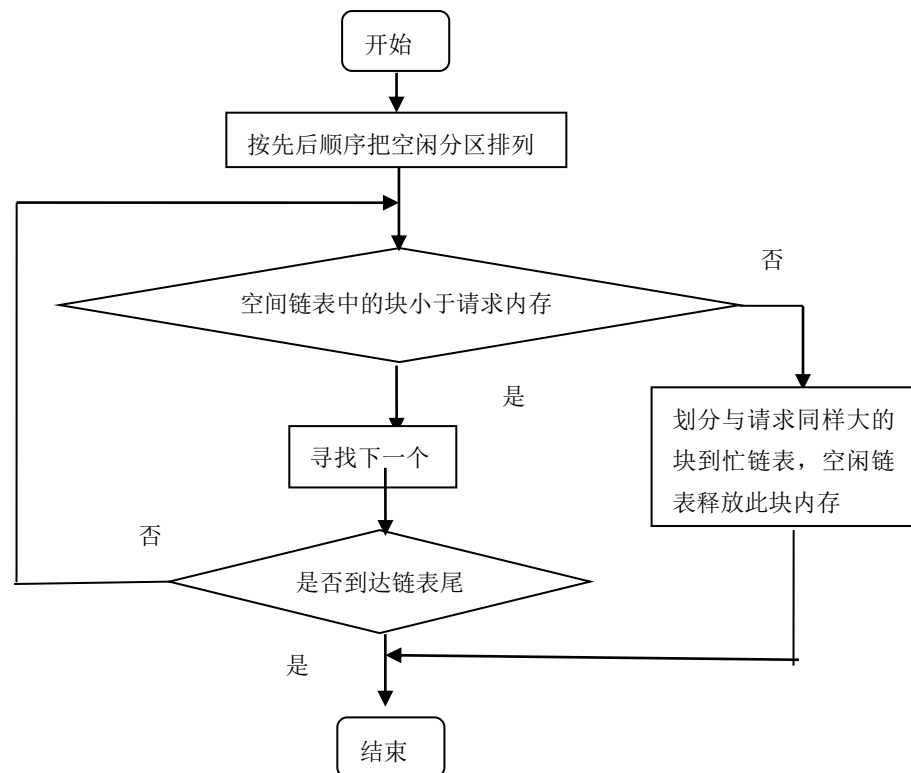 开始
按先后顺序把空闲分区排列
否
空间链表中的块小于请求内存
是
划分与请求同样大的
块到忙链表，空闲链
表释放此块内存
寻找下一个
否
是否到达链表尾
是
结束